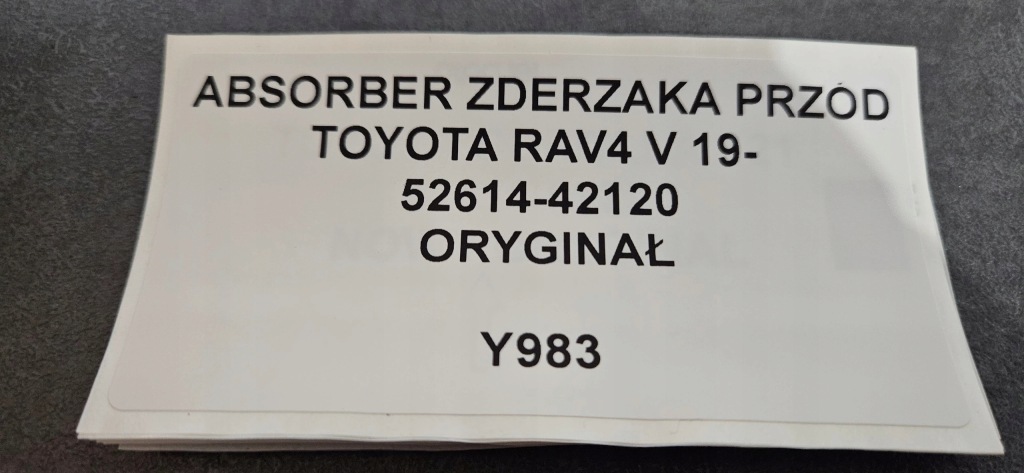 ABSORBER ZDERZAKA PRZÓD
TOYOTA RAV4 V 19-
52614-42120
ORYGINAŁ
Y983